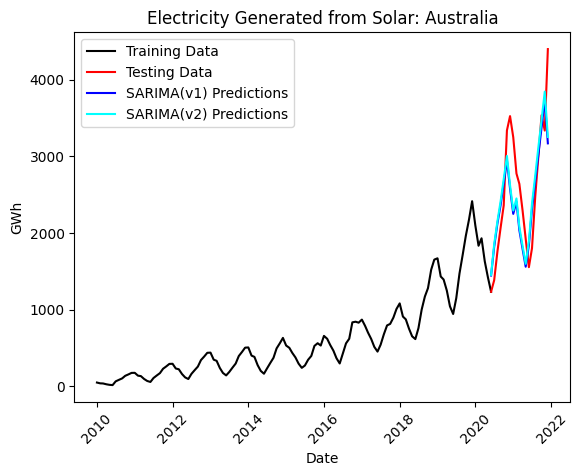 Electricity Generated from Solar: Australia
Training Data
Testing Data
SARIMA(v1) Predictions
SARIMA(v2) Predictions
4000
3000
2000
1000
0
GWh
2010
2012
2014
2016
2018
2020
2022
Date